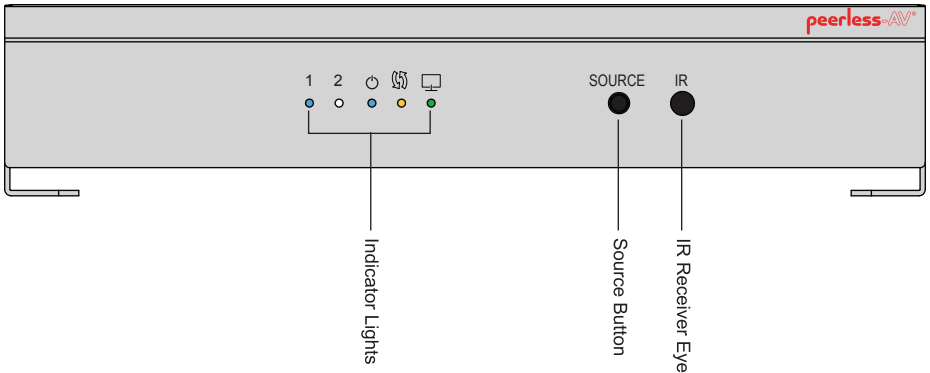 peerless-AV®
1 2
SOURCE IR
Indicator Lights
Source Button
IR Receiver Eye